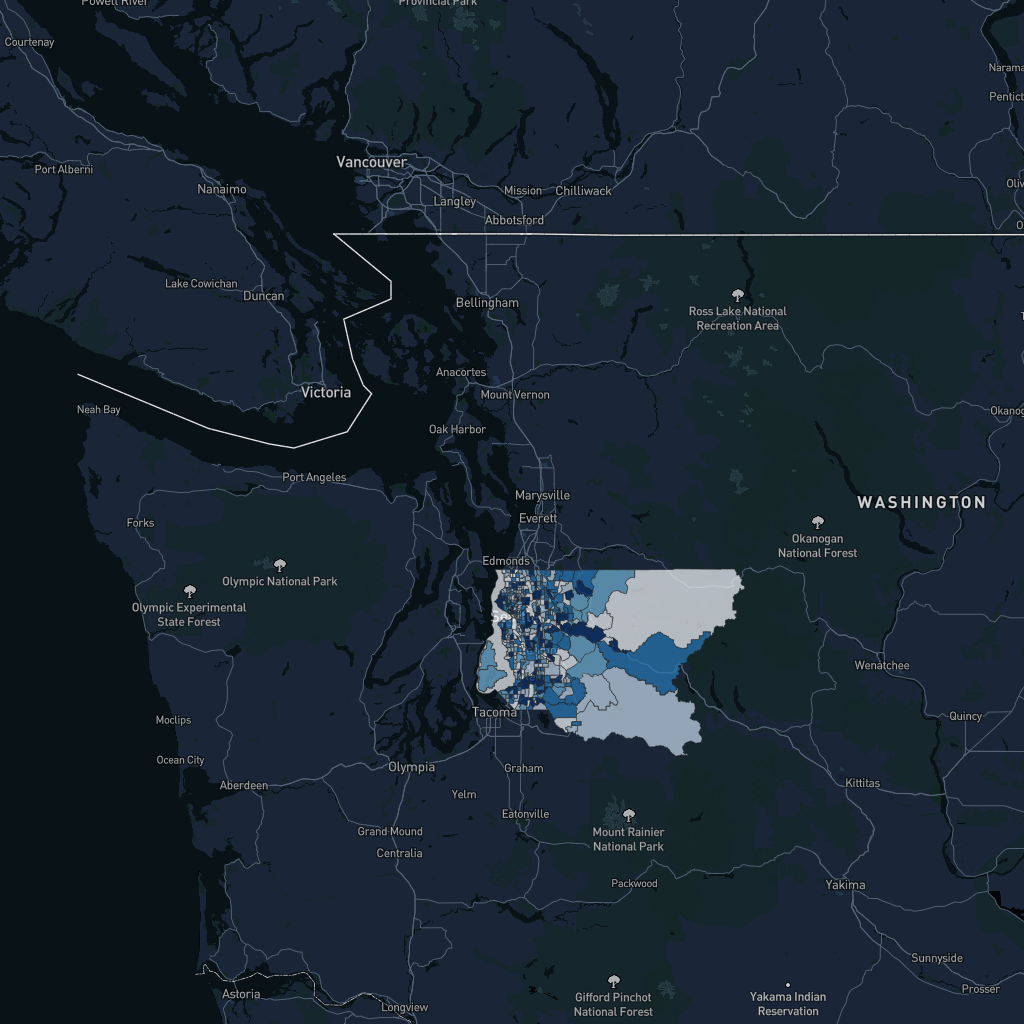 Powell River
Provincial Park
Courtenay
Vancouver
Port Alberni
Nanaimo
Mission
Chilliwack
Langley
Abbotsford
Lake Cowichan
Duncan
Bellingham
Ross Lake National
Recreation Area
Anacortes
Victoria
Mount Vernon
Neah Bay
Oak Harbor
Port Angeles
Marysville
WASHINGTON
Everett
Forks
Okanogan
National Forest
Edmonds
Olympic National Park
Olympic Experimental
State Forest
Wenatchee
Tacoma
Moclips
Quincy
Ocean City
Olympia
Graham
Aberdeen
Kittitas
Yelm
Eatonville
Grand Mound
Mount Rainier
National Park
Centralia
Packwood
Yakima
Sunnyside
Prosser
Astoria
Longview
Gifford Pinchot
National Forest
Yakama Indian
Reservation